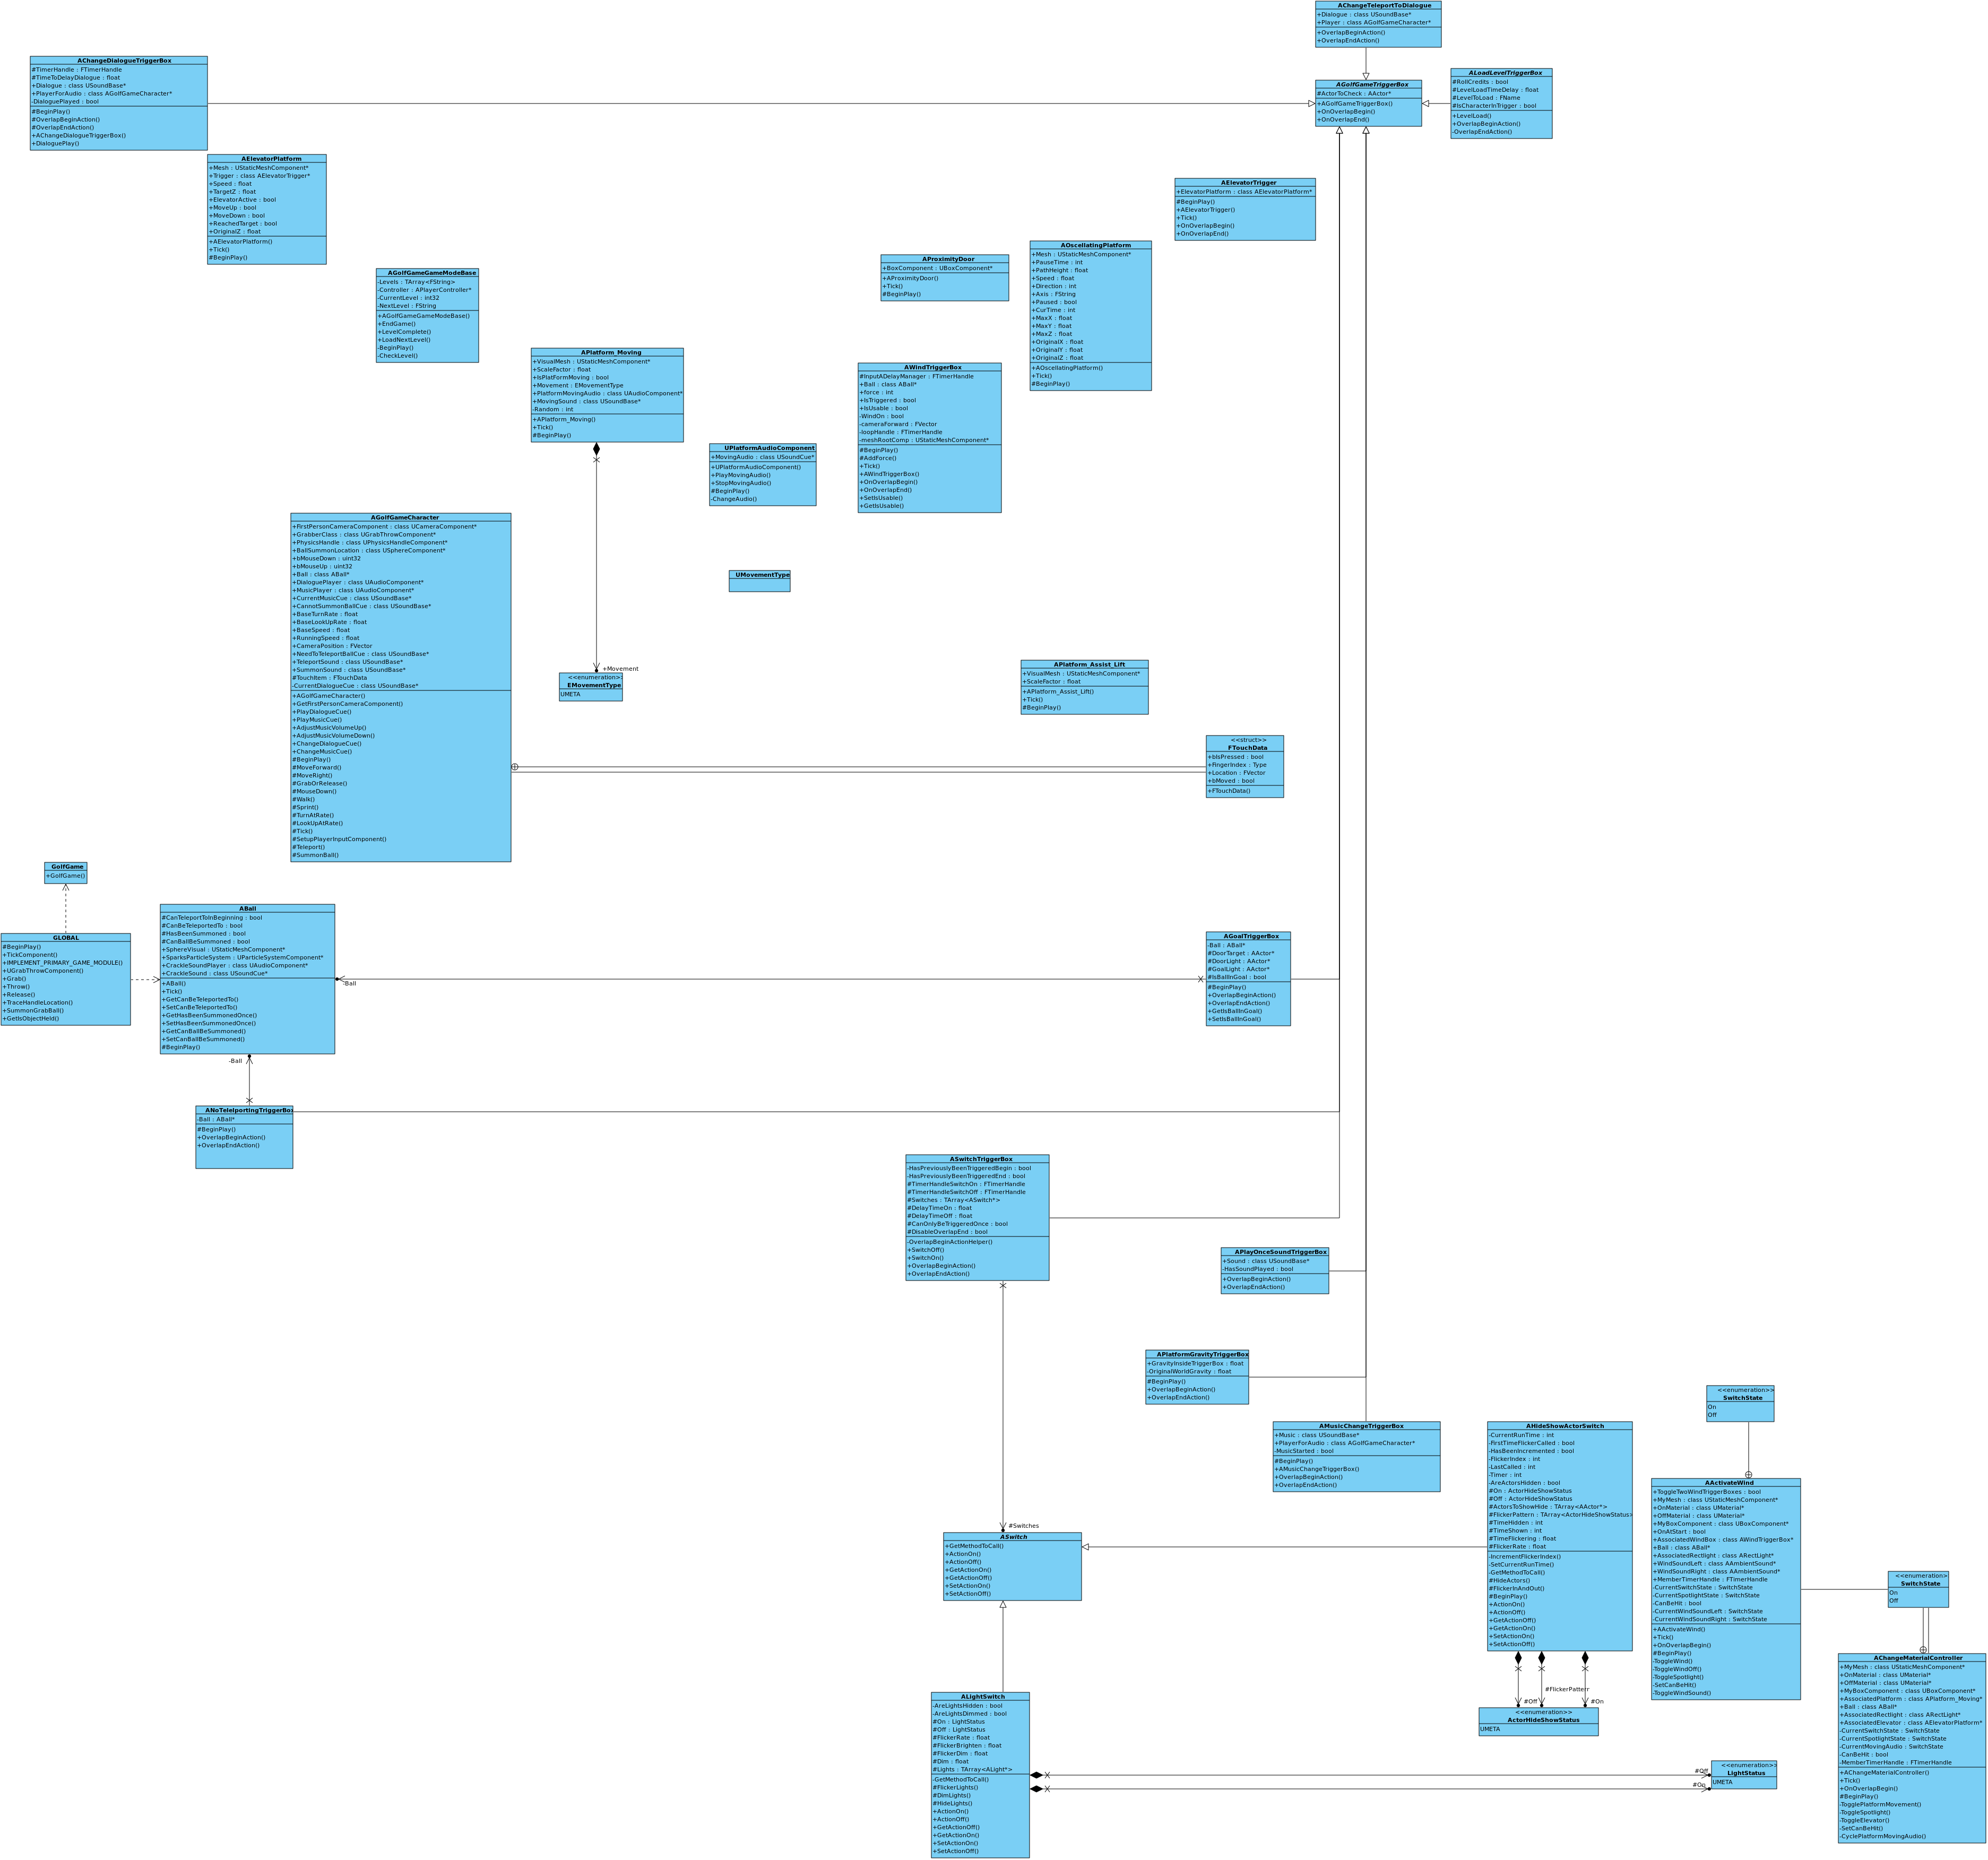 AChangeTeleportToDialogue
+Dialogue : class USoundBase*
+Player : class AGolfGameCharacter*
+OverlapBeginAction()
+OverlapEndAction()
AChangeDialogueTriggerBox
#TimerHandle : FTimerHandle
#TimeToDelayDialogue : float
+Dialogue : class USoundBase*
+PlayerForAudio : class AGolfGameCharacter*
-DialoguePlayed : bool
#BeginPlay()
#OverlapBeginAction()
#OverlapEndAction()
+AChangeDialogueTriggerBox()
+DialoguePlay()
AGolfGameTriggerBox
#ActorToCheck : AActor*
+AGolfGameTriggerBox()
+OnOverlapBegin()
+OnOverlapEnd()
ALoadLevelTriggerBox
#RollCredits : bool
#LevelLoadTimeDelay : float
#LevelToLoad : FName
#IsCharacterInTrigger : bool
+LevelLoad()
+OverlapBeginAction()
-OverlapEndAction()
AElevatorPlatform
+Mesh : UStaticMeshComponent*
+Trigger : class AElevatorTrigger*
+Speed : float
+TargetZ : float
+ElevatorActive : bool
+MoveUp : bool
+MoveDown : bool
+ReachedTarget : bool
+OriginalZ : float
+AElevatorPlatform()
+Tick()
#BeginPlay()
AElevatorTrigger
+ElevatorPlatform : class AElevatorPlatform*
#BeginPlay()
+AElevatorTrigger()
+Tick()
+OnOverlapBegin()
+OnOverlapEnd()
AGolfGameGameModeBase
-Levels : TArray<FString>
-Controller : APlayerController*
-CurrentLevel : int32
-NextLevel : FString
+AGolfGameGameModeBase()
+EndGame()
+LevelComplete()
+LoadNextLevel()
-BeginPlay()
-CheckLevel()
AProximityDoor
+BoxComponent : UBoxComponent*
+AProximityDoor()
+Tick()
#BeginPlay()
AOscellatingPlatform
+Mesh : UStaticMeshComponent*
+PauseTime : int
+PathHeight : float
+Speed : float
+Direction : int
+Axis : FString
+Paused : bool
+CurTime : int
+MaxX : float
+MaxY : float
+MaxZ : float
+OriginalX : float
+OriginalY : float
+OriginalZ : float
+AOscellatingPlatform()
+Tick()
#BeginPlay()
APlatform_Moving
+VisualMesh : UStaticMeshComponent*
+ScaleFactor : float
+IsPlatFormMoving : bool
+Movement : EMovementType
+PlatformMovingAudio : class UAudioComponent*
+MovingSound : class USoundBase*
-Random : int
+APlatform_Moving()
+Tick()
#BeginPlay()
AWindTriggerBox
#InputADelayManager : FTimerHandle
+Ball : class ABall*
+force : int
+IsTriggered : bool
+IsUsable : bool
-WindOn : bool
-cameraForward : FVector
-loopHandle : FTimerHandle
-meshRootComp : UStaticMeshComponent*
#BeginPlay()
#AddForce()
+Tick()
+AWindTriggerBox()
+OnOverlapBegin()
+OnOverlapEnd()
+SetIsUsable()
+GetIsUsable()
UPlatformAudioComponent
+MovingAudio : class USoundCue*
+UPlatformAudioComponent()
+PlayMovingAudio()
+StopMovingAudio()
#BeginPlay()
-ChangeAudio()
UMovementType
+Movement
<<enumeration>>
EMovementType
UMETA
AGolfGameCharacter
+FirstPersonCameraComponent : class UCameraComponent*
+GrabberClass : class UGrabThrowComponent*
+PhysicsHandle : class UPhysicsHandleComponent*
+BallSummonLocation : class USphereComponent*
+bMouseDown : uint32
+bMouseUp : uint32
+Ball : class ABall*
+DialoguePlayer : class UAudioComponent*
+MusicPlayer : class UAudioComponent*
+CurrentMusicCue : class USoundBase*
+CannotSummonBallCue : class USoundBase*
+BaseTurnRate : float
+BaseLookUpRate : float
+BaseSpeed : float
+RunningSpeed : float
+CameraPosition : FVector
+NeedToTeleportBallCue : class USoundBase*
+TeleportSound : class USoundBase*
+SummonSound : class USoundBase*
#TouchItem : FTouchData
-CurrentDialogueCue : class USoundBase*
+AGolfGameCharacter()
+GetFirstPersonCameraComponent()
+PlayDialogueCue()
+PlayMusicCue()
+AdjustMusicVolumeUp()
+AdjustMusicVolumeDown()
+ChangeDialogueCue()
+ChangeMusicCue()
#BeginPlay()
#MoveForward()
#MoveRight()
#GrabOrRelease()
#MouseDown()
#Walk()
#Sprint()
#TurnAtRate()
#LookUpAtRate()
#Tick()
#SetupPlayerInputComponent()
#Teleport()
#SummonBall()
APlatform_Assist_Lift
+VisualMesh : UStaticMeshComponent*
+ScaleFactor : float
+APlatform_Assist_Lift()
+Tick()
#BeginPlay()
<<struct>>
FTouchData
+bIsPressed : bool
+FingerIndex : Type
+Location : FVector
+bMoved : bool
+FTouchData()
GolfGame
+GolfGame()
GLOBAL
#BeginPlay()
+TickComponent()
+IMPLEMENT_PRIMARY_GAME_MODULE()
+UGrabThrowComponent()
+Grab()
+Throw()
+Release()
+TraceHandleLocation()
+SummonGrabBall()
+GetIsObjectHeld()
ABall
#CanTeleportToInBeginning : bool
#CanBeTeleportedTo : bool
#HasBeenSummoned : bool
#CanBallBeSummoned : bool
+SphereVisual : UStaticMeshComponent*
+SparksParticleSystem : UParticleSystemComponent*
+CrackleSoundPlayer : class UAudioComponent*
+CrackleSound : class USoundCue*
+ABall()
+Tick()
+GetCanBeTeleportedTo()
+SetCanBeTeleportedTo()
+GetHasBeenSummonedOnce()
+SetHasBeenSummonedOnce()
+GetCanBallBeSummoned()
+SetCanBallBeSummoned()
#BeginPlay()
-Ball
-Ball
AGoalTriggerBox
-Ball : ABall*
#DoorTarget : AActor*
#DoorLight : AActor*
#GoalLight : AActor*
#IsBallInGoal : bool
#BeginPlay()
+OverlapBeginAction()
+OverlapEndAction()
+GetIsBallInGoal()
+SetIsBallInGoal()
ANoTelelportingTriggerBox
-Ball : ABall*
#BeginPlay()
+OverlapBeginAction()
+OverlapEndAction()
ASwitchTriggerBox
-HasPreviouslyBeenTriggeredBegin : bool
-HasPreviouslyBeenTriggeredEnd : bool
#TimerHandleSwitchOn : FTimerHandle
#TimerHandleSwitchOff : FTimerHandle
#Switches : TArray<ASwitch*>
#DelayTimeOn : float
#DelayTimeOff : float
#CanOnlyBeTriggeredOnce : bool
#DisableOverlapEnd : bool
-OverlapBeginActionHelper()
+SwitchOff()
+SwitchOn()
+OverlapBeginAction()
+OverlapEndAction()
APlayOnceSoundTriggerBox
+Sound : class USoundBase*
-HasSoundPlayed : bool
+OverlapBeginAction()
+OverlapEndAction()
APlatformGravityTriggerBox
+GravityInsideTriggerBox : float
-OriginalWorldGravity : float
#BeginPlay()
+OverlapBeginAction()
+OverlapEndAction()
AMusicChangeTriggerBox
+Music : class USoundBase*
+PlayerForAudio : class AGolfGameCharacter*
-MusicStarted : bool
#BeginPlay()
+AMusicChangeTriggerBox()
+OverlapBeginAction()
+OverlapEndAction()
AHideShowActorSwitch
-CurrentRunTime : int
-FirstTimeFlickerCalled : bool
-HasBeenIncremented : bool
-FlickerIndex : int
-LastCalled : int
-Timer : int
-AreActorsHidden : bool
#On : ActorHideShowStatus
#Off : ActorHideShowStatus
#ActorsToShowHide : TArray<AActor*>
#FlickerPattern : TArray<ActorHideShowStatus>
#TimeHidden : int
#TimeShown : int
#TimeFlickering : float
#FlickerRate : float
-IncrementFlickerIndex()
-SetCurrentRunTime()
-GetMethodToCall()
#HideActors()
#FlickerInAndOut()
#BeginPlay()
+ActionOn()
+ActionOff()
+GetActionOff()
+GetActionOn()
+SetActionOn()
+SetActionOff()
<<enumeration>>
SwitchState
On
Off
AActivateWind
+ToggleTwoWindTriggerBoxes : bool
+MyMesh : class UStaticMeshComponent*
+OnMaterial : class UMaterial*
+OffMaterial : class UMaterial*
+MyBoxComponent : class UBoxComponent*
+OnAtStart : bool
+AssociatedWindBox : class AWindTriggerBox*
+Ball : class ABall*
+AssociatedRectlight : class ARectLight*
+WindSoundLeft : class AAmbientSound*
+WindSoundRight : class AAmbientSound*
+MemberTimerHandle : FTimerHandle
-CurrentSwitchState : SwitchState
-CurrentSpotlightState : SwitchState
-CanBeHit : bool
-CurrentWindSoundLeft : SwitchState
-CurrentWindSoundRight : SwitchState
+AActivateWind()
+Tick()
+OnOverlapBegin()
#BeginPlay()
-ToggleWind()
-ToggleWindOff()
-ToggleSpotlight()
-SetCanBeHit()
-ToggleWindSound()
#Switches
ASwitch
+GetMethodToCall()
+ActionOn()
+ActionOff()
+GetActionOn()
+GetActionOff()
+SetActionOn()
+SetActionOff()
<<enumeration>
SwitchState
On
Off
AChangeMaterialController
+MyMesh : class UStaticMeshComponent*
+OnMaterial : class UMaterial*
+OffMaterial : class UMaterial*
+MyBoxComponent : class UBoxComponent*
+AssociatedPlatform : class APlatform_Moving*
+Ball : class ABall*
+AssociatedRectlight : class ARectLight*
+AssociatedElevator : class AElevatorPlatform*
-CurrentSwitchState : SwitchState
-CurrentSpotlightState : SwitchState
-CurrentMovingAudio : SwitchState
-CanBeHit : bool
-MemberTimerHandle : FTimerHandle
+AChangeMaterialController()
+Tick()
+OnOverlapBegin()
#BeginPlay()
-TogglePlatformMovement()
-ToggleSpotlight()
-ToggleElevator()
-SetCanBeHit()
-CyclePlatformMovingAudio()
#FlickerPattern
#Off
#On
<<enumeration>>
ActorHideShowStatus
UMETA
ALightSwitch
-AreLightsHidden : bool
-AreLightsDimmed : bool
#On : LightStatus
#Off : LightStatus
#FlickerRate : float
#FlickerBrighten : float
#FlickerDim : float
#Dim : float
#Lights : TArray<ALight*>
-GetMethodToCall()
#FlickerLights()
#DimLights()
#HideLights()
+ActionOn()
+ActionOff()
+GetActionOff()
+GetActionOn()
+SetActionOn()
+SetActionOff()
#Off
#On
<<enumeration>>
LightStatus
UMETA